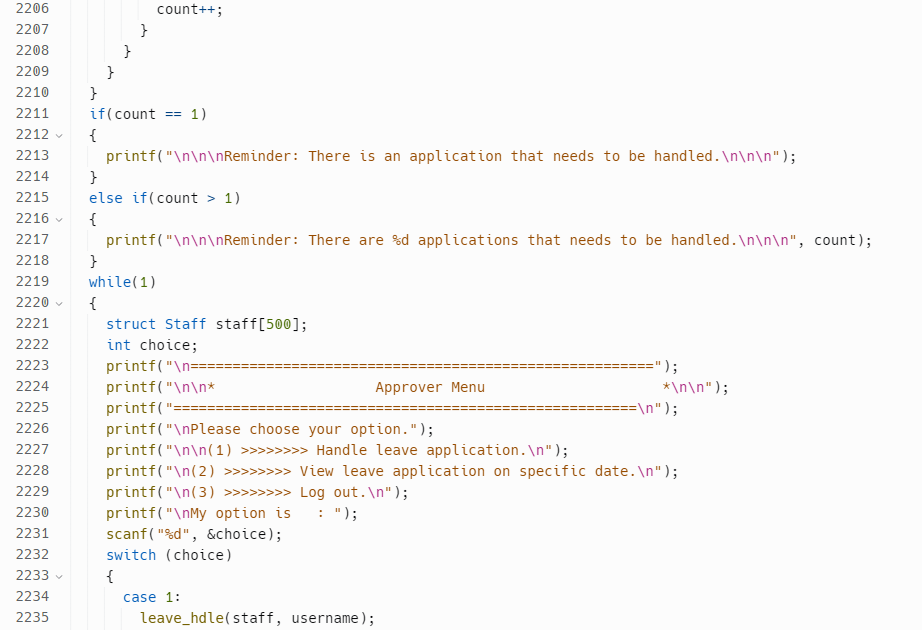 2206 count++;
2207 }
2208 }
2209 }
2210 }
2211 if(count == 1)
2212 {
2213 printf("\n\n\nReminder: There is an application that needs to be handled.\n\n\n");
2214 }
2215 else if(count > 1)
2216 {
2217 printf("\n\n\nReminder: There are %d applications that needs to be handled.\n\n\n", count);
2218 }
2219 while(1)
2220 {
2221 struct Staff staff[500];
2222 int choice;
2223 printf("\n=======================================================");
2224 printf("\n\n*                   Approver Menu                     *\n\n");
2225 printf("=======================================================\n");
2226 printf("\nPlease choose your option.");
2227 printf("\n\n(1) >>>>>>>> Handle leave application.\n");
2228 printf("\n(2) >>>>>>>> View leave application on specific date.\n");
2229 printf("\n(3) >>>>>>>> Log out.\n");
2230 printf("\nMy option is   : ");
2231 scanf("%d", &choice);
2232 switch (choice)
2233 {
2234 case 1:
2235 leave_hdle(staff, username);